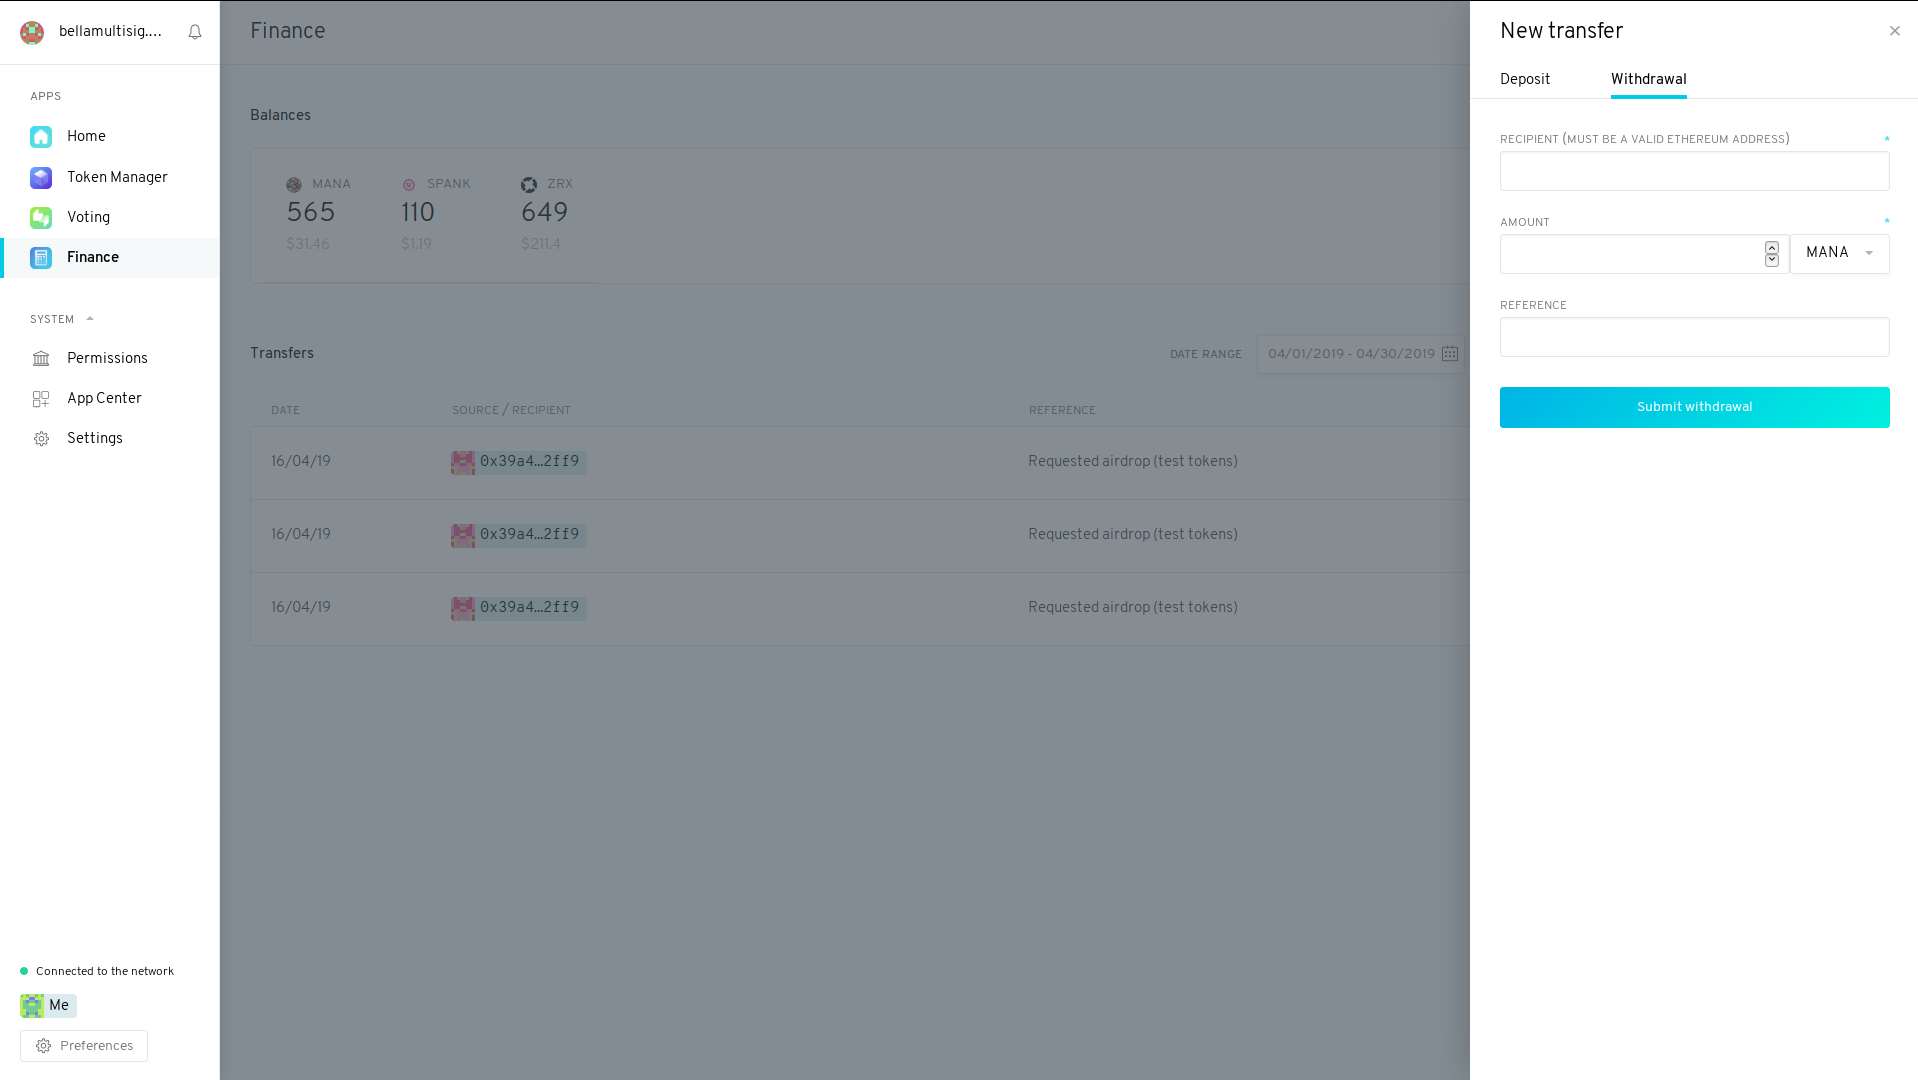 bellamultisig....
APPS
Home
Token Manager
Voting
Finance
SYSTEM
Permissions
App Center
Settings
Connected to the network
Me
Preferences
Finance
Balances
MANA SPANK ZRX
565 110 649
$31.46 $1.19 $211.4
Transfers DATE RANGE 04/01/2019 - 04/30/2019
DATE SOURCE / RECIPIENT REFERENCE
16/04/19 0x39a4...2ff9 Requested airdrop (test tokens)
16/04/19 0x39a4...2ff9 Requested airdrop (test tokens)
16/04/19 0x39a4...2ff9 Requested airdrop (test tokens)
New transfer
Deposit Withdrawal
RECIPIENT (MUST BE A VALID ETHEREUM ADDRESS) *
AMOUNT *
MANA
REFERENCE
Submit withdrawal